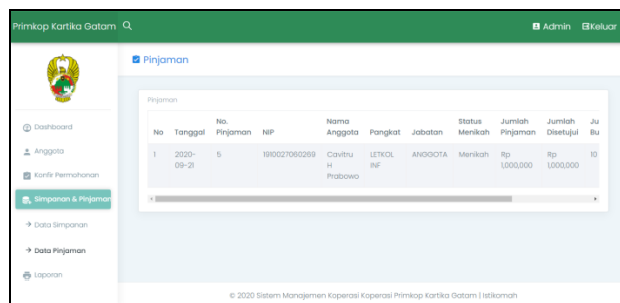 Primkop Kartika Gatam
Admin
Keluar
Pinjaman
Dashboard
Anggota
Konfir Permohonan
Simpanan & Pinjaman
Data Simpanan
Data Pinjaman
Laporan
Pinjaman
No Tanggal No. Pinjaman NIP Nama Anggota Pangkat Jabatan Status Menikah Jumlah Pinjaman Jumlah Disetujui Ju Bu
1 2020-09-21 5 1910027060269 Cavitru H Prabowo LETKOL INF ANGGOTA Menikah Rp 1,000,000 Rp 1,000,000 10
© 2020 Sistem Manajemen Koperasi Koperasi Primkop Kartika Gatam | Istikomah